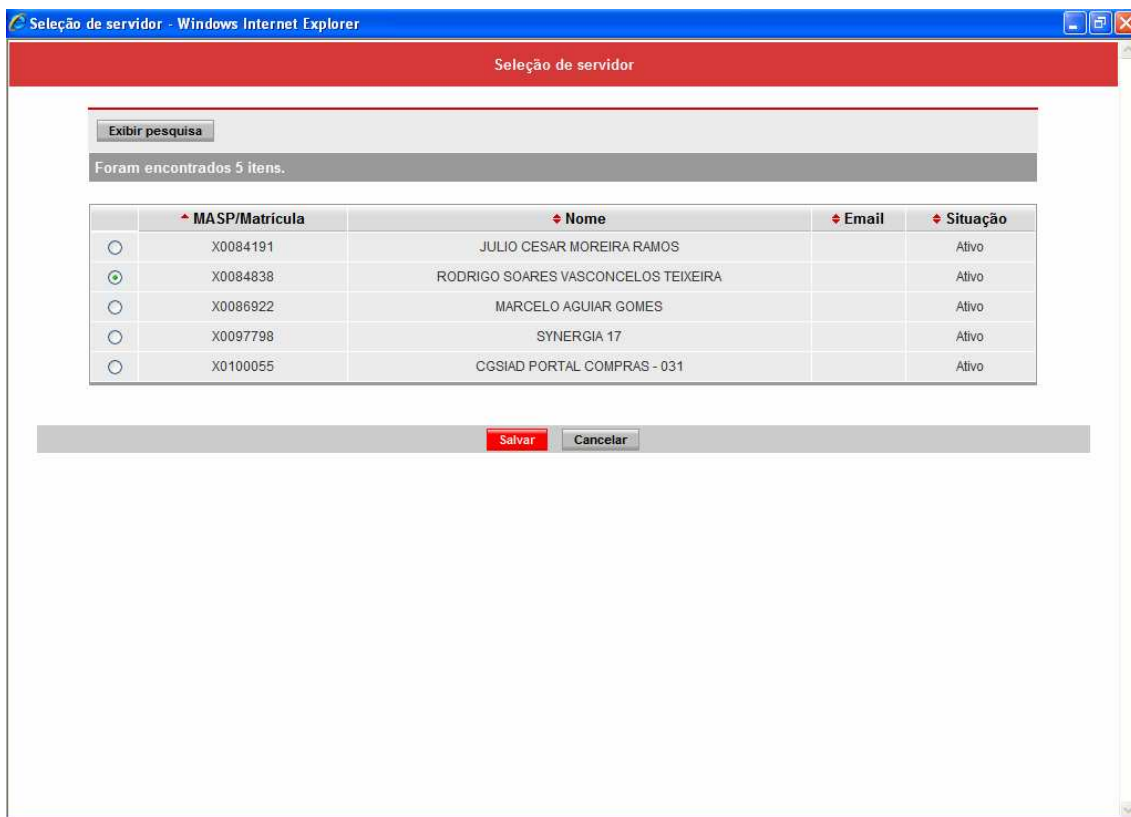 Seleção de servidor - Windows Internet Explorer
Seleção de servidor
Exibir pesquisa
Foram encontrados 5 itens.
MASP/Matrícula Nome Email Situação
X0084191 JULIO CESAR MOREIRA RAMOS Ativo
X0084838 RODRIGO SOARES VASCONCELOS TEIXEIRA Ativo
X0086922 MARCELO AGUIAR GOMES Ativo
X0097798 SYNERGIA 17 Ativo
X0100055 CGSIAD PORTAL COMPRAS - 031 Ativo
Salvar Cancelar